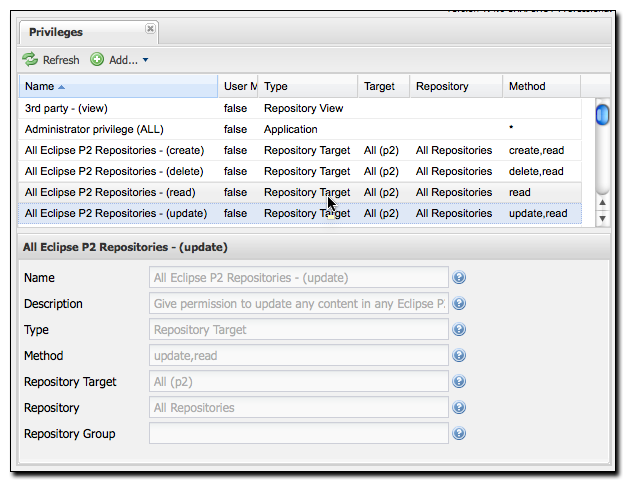 Privileges
Refresh Add...
Name User M Type Target Repository Method
3rd party - (view) false Repository View
Administrator privilege (ALL) false Application *
All Eclipse P2 Repositories - (create) false Repository Target All (p2) All Repositories create,read
All Eclipse P2 Repositories - (delete) false Repository Target All (p2) All Repositories delete,read
All Eclipse P2 Repositories - (read) false Repository Target All (p2) All Repositories read
All Eclipse P2 Repositories - (update) false Repository Target All (p2) All Repositories update,read
All Eclipse P2 Repositories - (update)
Name All Eclipse P2 Repositories - (update)
Description Give permission to update any content in any Eclipse P
Type Repository Target
Method update,read
Repository Target All (p2)
Repository All Repositories
Repository Group